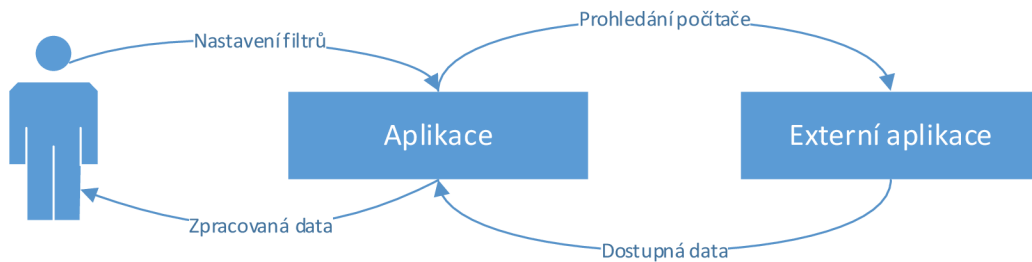 Prohledání počítače
Nastavení filtrů
Aplikace
Externí aplikace
Zpracovaná data
Dostupná data